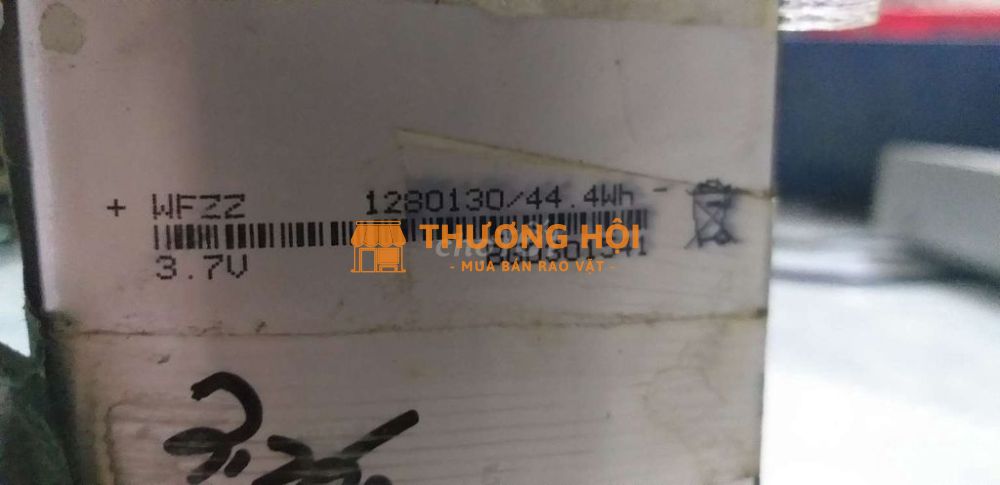 + WFZZ 1280130/44.4Wh -
THƯƠNG HỘI
- MUA BÁN RAO VẶT -
3.7V